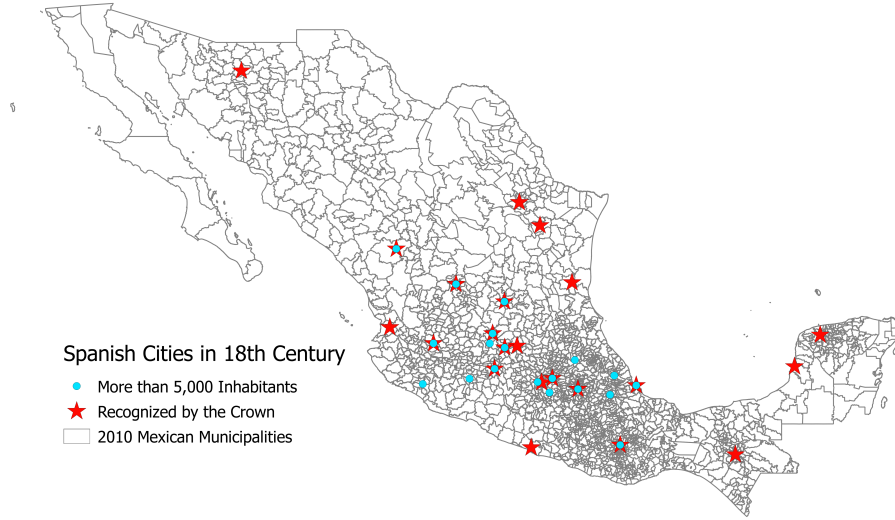 Spanish Cities in 18th Century
More than 5,000 Inhabitants
Recognized by the Crown
2010 Mexican Municipalities